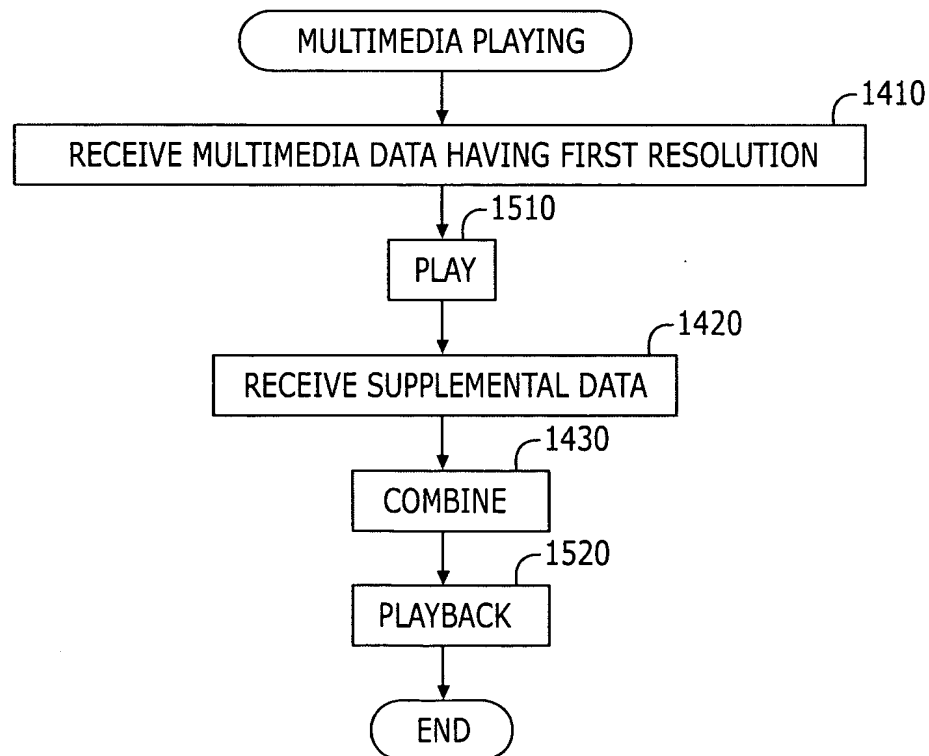 MULTIMEDIA PLAYING
1410
RECEIVE MULTIMEDIA DATA HAVING FIRST RESOLUTION
1510
PLAY
1420
RECEIVE SUPPLEMENTAL DATA
1430
COMBINE
1520
PLAYBACK
END